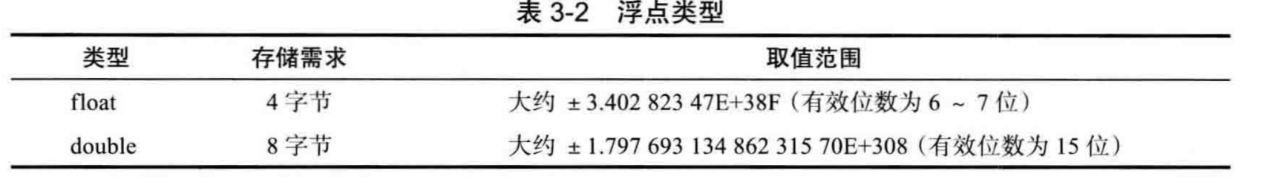 表 3-2 浮点类型
类型 存储需求 取值范围
float 4 字节 大约 ± 3.402 823 47E+38F（有效位数为 6 ~ 7 位）
double 8 字节 大约 ± 1.797 693 134 862 315 70E+308（有效位数为 15 位）